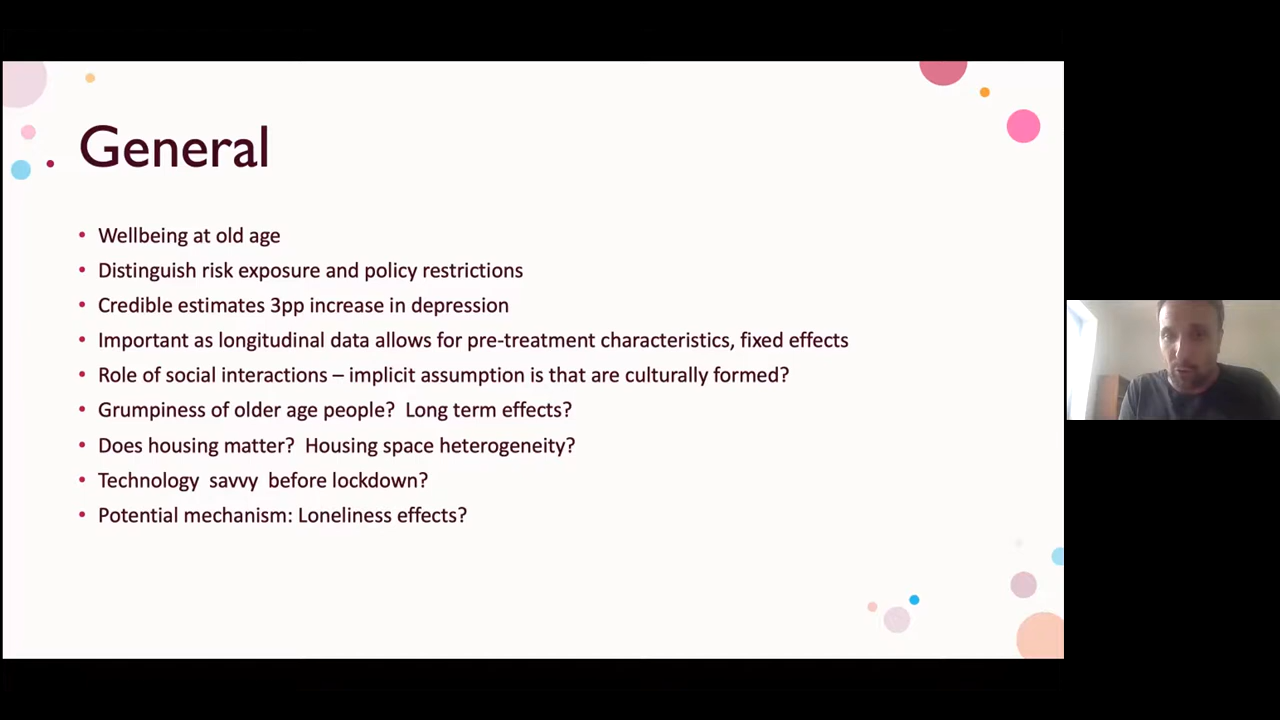 General
• Wellbeing at old age
• Distinguish risk exposure and policy restrictions
• Credible estimates 3pp increase in depression
• Important as longitudinal data allows for pre-treatment characteristics, fixed effects
• Role of social interactions – implicit assumption is that are culturally formed?
• Grumpiness of older age people?  Long term effects?
• Does housing matter?  Housing space heterogeneity?
• Technology  savvy  before lockdown?
• Potential mechanism: Loneliness effects?